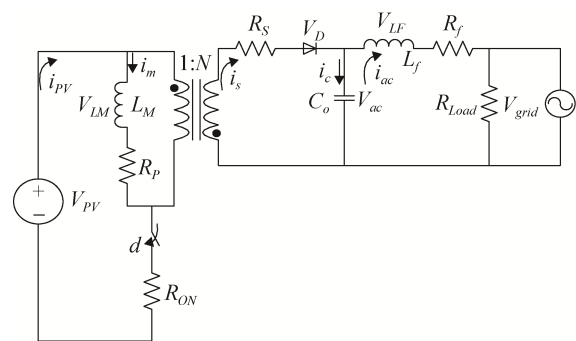 R_S V_D V_LF R_f
i_PV i_m 1:N i_s i_c i_ac L_f
V_LM L_M C_o V_ac R_Load V_grid
R_P
+
− V_PV
d
R_ON